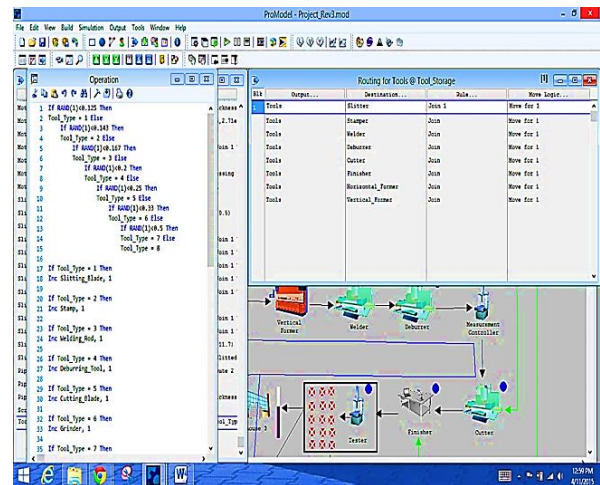 ProModel - Project_Rev3.mod
File Edit View Build Simulation Output Tools Window Help
Operation
1 If RAND(1)<0.125 Then
2 Tool_Type = 1 Else
3 If RAND(1)<0.143 Then
4 Tool_Type = 2 Else
5 If RAND(1)<0.167 Then
6 Tool_Type = 3 Else
7 If RAND(1)<0.2 Then
8 Tool_Type = 4 Else
9 If RAND(1)<0.25 Then
10 Tool_Type = 5 Else
11 If RAND(1)<0.33 Then
12 Tool_Type = 6 Else
13 If RAND(1)<0.5 Then
14 Tool_Type = 7 Else
15 Tool_Type = 8
16
17 If Tool_Type = 1 Then
18 Inc Slitting_Blade, 1
19
20 If Tool_Type = 2 Then
21 Inc Stamp, 1
22
23 If Tool_Type = 3 Then
24 Inc Welding_Rod, 1
25
26 If Tool_Type = 4 Then
27 Inc Deburring_Tool, 1
28
29 If Tool_Type = 5 Then
30 Inc Cutting_Blade, 1
31
32 If Tool_Type = 6 Then
33 Inc Grinder, 1
34
35 If Tool_Type = 7 Then
Routing for Tools @ Tool_Storage
[1]
Blk Output... Destination... Rule... Move Logic...
1 Tools Slitter Join 1 Move for 1
Tools Stamper Join Move for 1
Tools Welder Join Move for 1
Tools Deburrer Join Move for 1
Tools Cutter Join Move for 1
Tools Finisher Join Move for 1
Tools Horizontal_Former Join Move for 1
Tools Vertical_Former Join Move for 1
Vertical Former
Welder
Deburrer
Measurement Controller
Tester
Finisher
Cutter
12:59 PM
4/11/2015